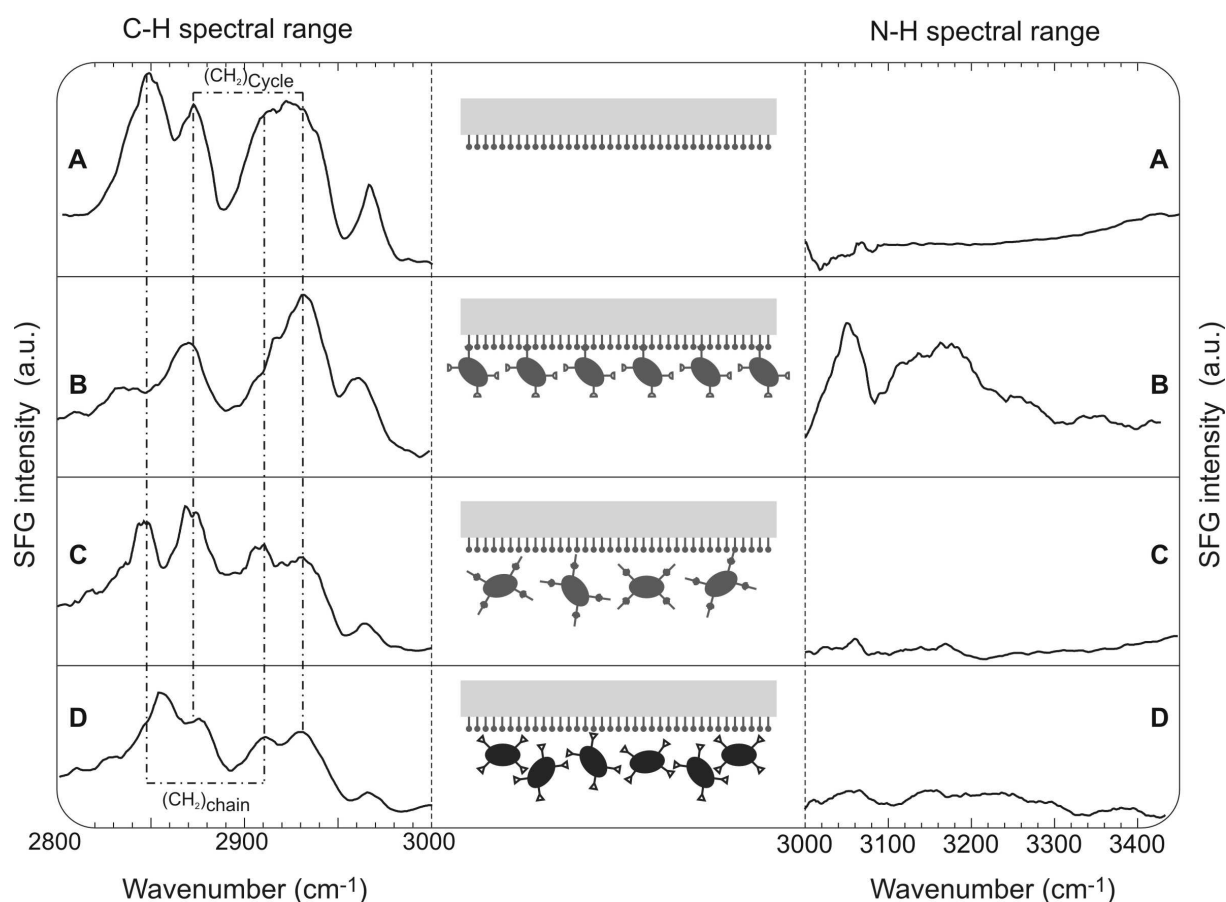 C-H spectral range
N-H spectral range
(CH₂)Cycle
A
A
B
B
C
C
D
D
(CH₂)chain
SFG intensity (a.u.)
SFG intensity (a.u.)
2800
2900
3000
3000
3100
3200
3300
3400
Wavenumber (cm⁻¹)
Wavenumber (cm⁻¹)